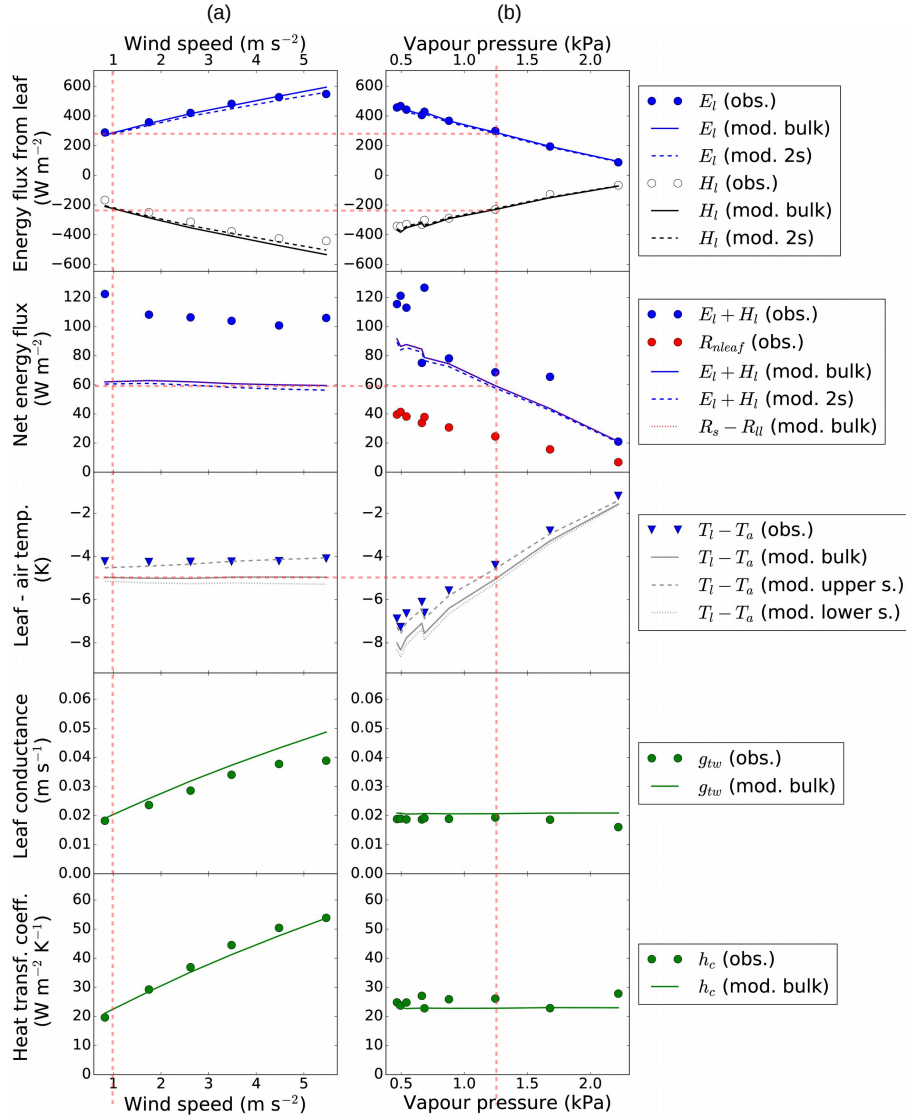 (a)
(b)
Wind speed (m s⁻²)
Vapour pressure (kPa)
1 2 3 4 5
0.5 1.0 1.5 2.0
Energy flux from leaf
(W m⁻²)
600
400
200
0
−200
−400
−600
E_l (obs.)
E_l (mod. bulk)
E_l (mod. 2s)
H_l (obs.)
H_l (mod. bulk)
H_l (mod. 2s)
Net energy flux
(W m⁻²)
120
100
80
60
40
20
0
E_l + H_l (obs.)
R_nleaf (obs.)
E_l + H_l (mod. bulk)
E_l + H_l (mod. 2s)
R_s − R_ll (mod. bulk)
Leaf - air temp.
(K)
−2
−4
−6
−8
T_l − T_a (obs.)
T_l − T_a (mod. bulk)
T_l − T_a (mod. upper s.)
T_l − T_a (mod. lower s.)
Leaf conductance
(m s⁻¹)
0.06
0.05
0.04
0.03
0.02
0.01
0.00
g_tw (obs.)
g_tw (mod. bulk)
Heat transf. coeff.
(W m⁻² K⁻¹)
60
50
40
30
20
10
0
h_c (obs.)
h_c (mod. bulk)
1 2 3 4 5
0.5 1.0 1.5 2.0
Wind speed (m s⁻²)
Vapour pressure (kPa)